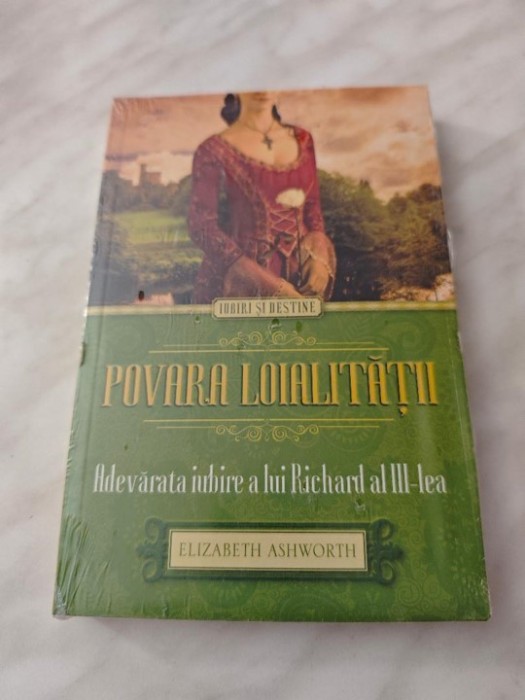 IUBIRI ȘI DESTINE
POVARA LOIALITĂȚII
Adevărata iubire a lui Richard al III-lea
ELIZABETH ASHWORTH